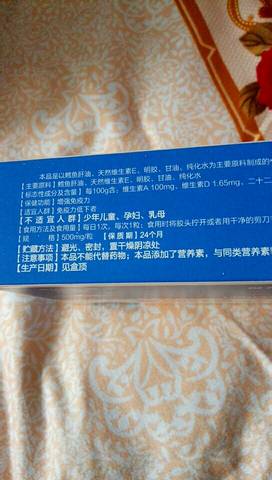 本品是以鳕鱼肝油、天然维生素E、明胶、甘油、纯化水为主要原料制成的
【主要原料】鳕鱼肝油、天然维生素E、明胶、甘油、纯化水
【标志性成分及含量】每100g含：维生素A 100mg、维生素D 1.65mg、二十二
【保健功能】增强免疫力
【适宜人群】免疫力低下者
【不适宜人群】少年儿童、孕妇、乳母
【食用方法及食用量】每日1次，每次1粒，食用时将胶头拧开或者用干净的剪刀
【规 格】500mg/粒 【保质期】24个月
【贮藏方法】避光、密封，置干燥阴凉处
【注意事项】本品不能代替药物；本品添加了营养素，与同类营养素
【生产日期】见盒顶